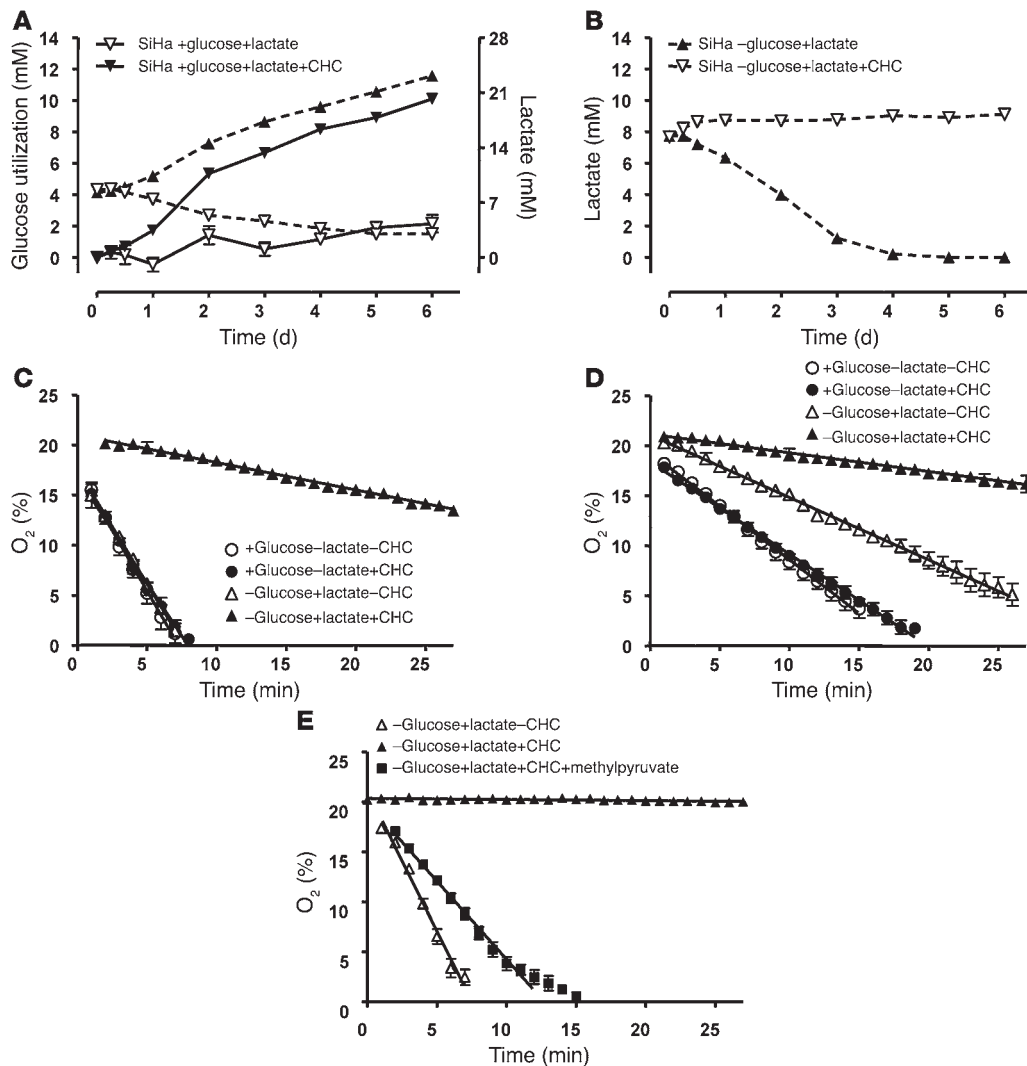 A
SiHa +glucose+lactate
SiHa +glucose+lactate+CHC
Glucose utilization (mM)
14
12
10
8
6
4
2
0
28
21
14
7
0
Lactate (mM)
0 1 2 3 4 5 6
Time (d)
B
SiHa –glucose+lactate
SiHa –glucose+lactate+CHC
Lactate (mM)
14
12
10
8
6
4
2
0
0 1 2 3 4 5 6
Time (d)
C
O2 (%)
25
20
15
10
5
0
+Glucose–lactate–CHC
+Glucose–lactate+CHC
–Glucose+lactate–CHC
–Glucose+lactate+CHC
0 5 10 15 20 25
Time (min)
D
+Glucose–lactate–CHC
+Glucose–lactate+CHC
–Glucose+lactate–CHC
–Glucose+lactate+CHC
O2 (%)
25
20
15
10
5
0
0 5 10 15 20 25
Time (min)
E
–Glucose+lactate–CHC
–Glucose+lactate+CHC
–Glucose+lactate+CHC+methylpyruvate
O2 (%)
25
20
15
10
5
0
0 5 10 15 20 25
Time (min)